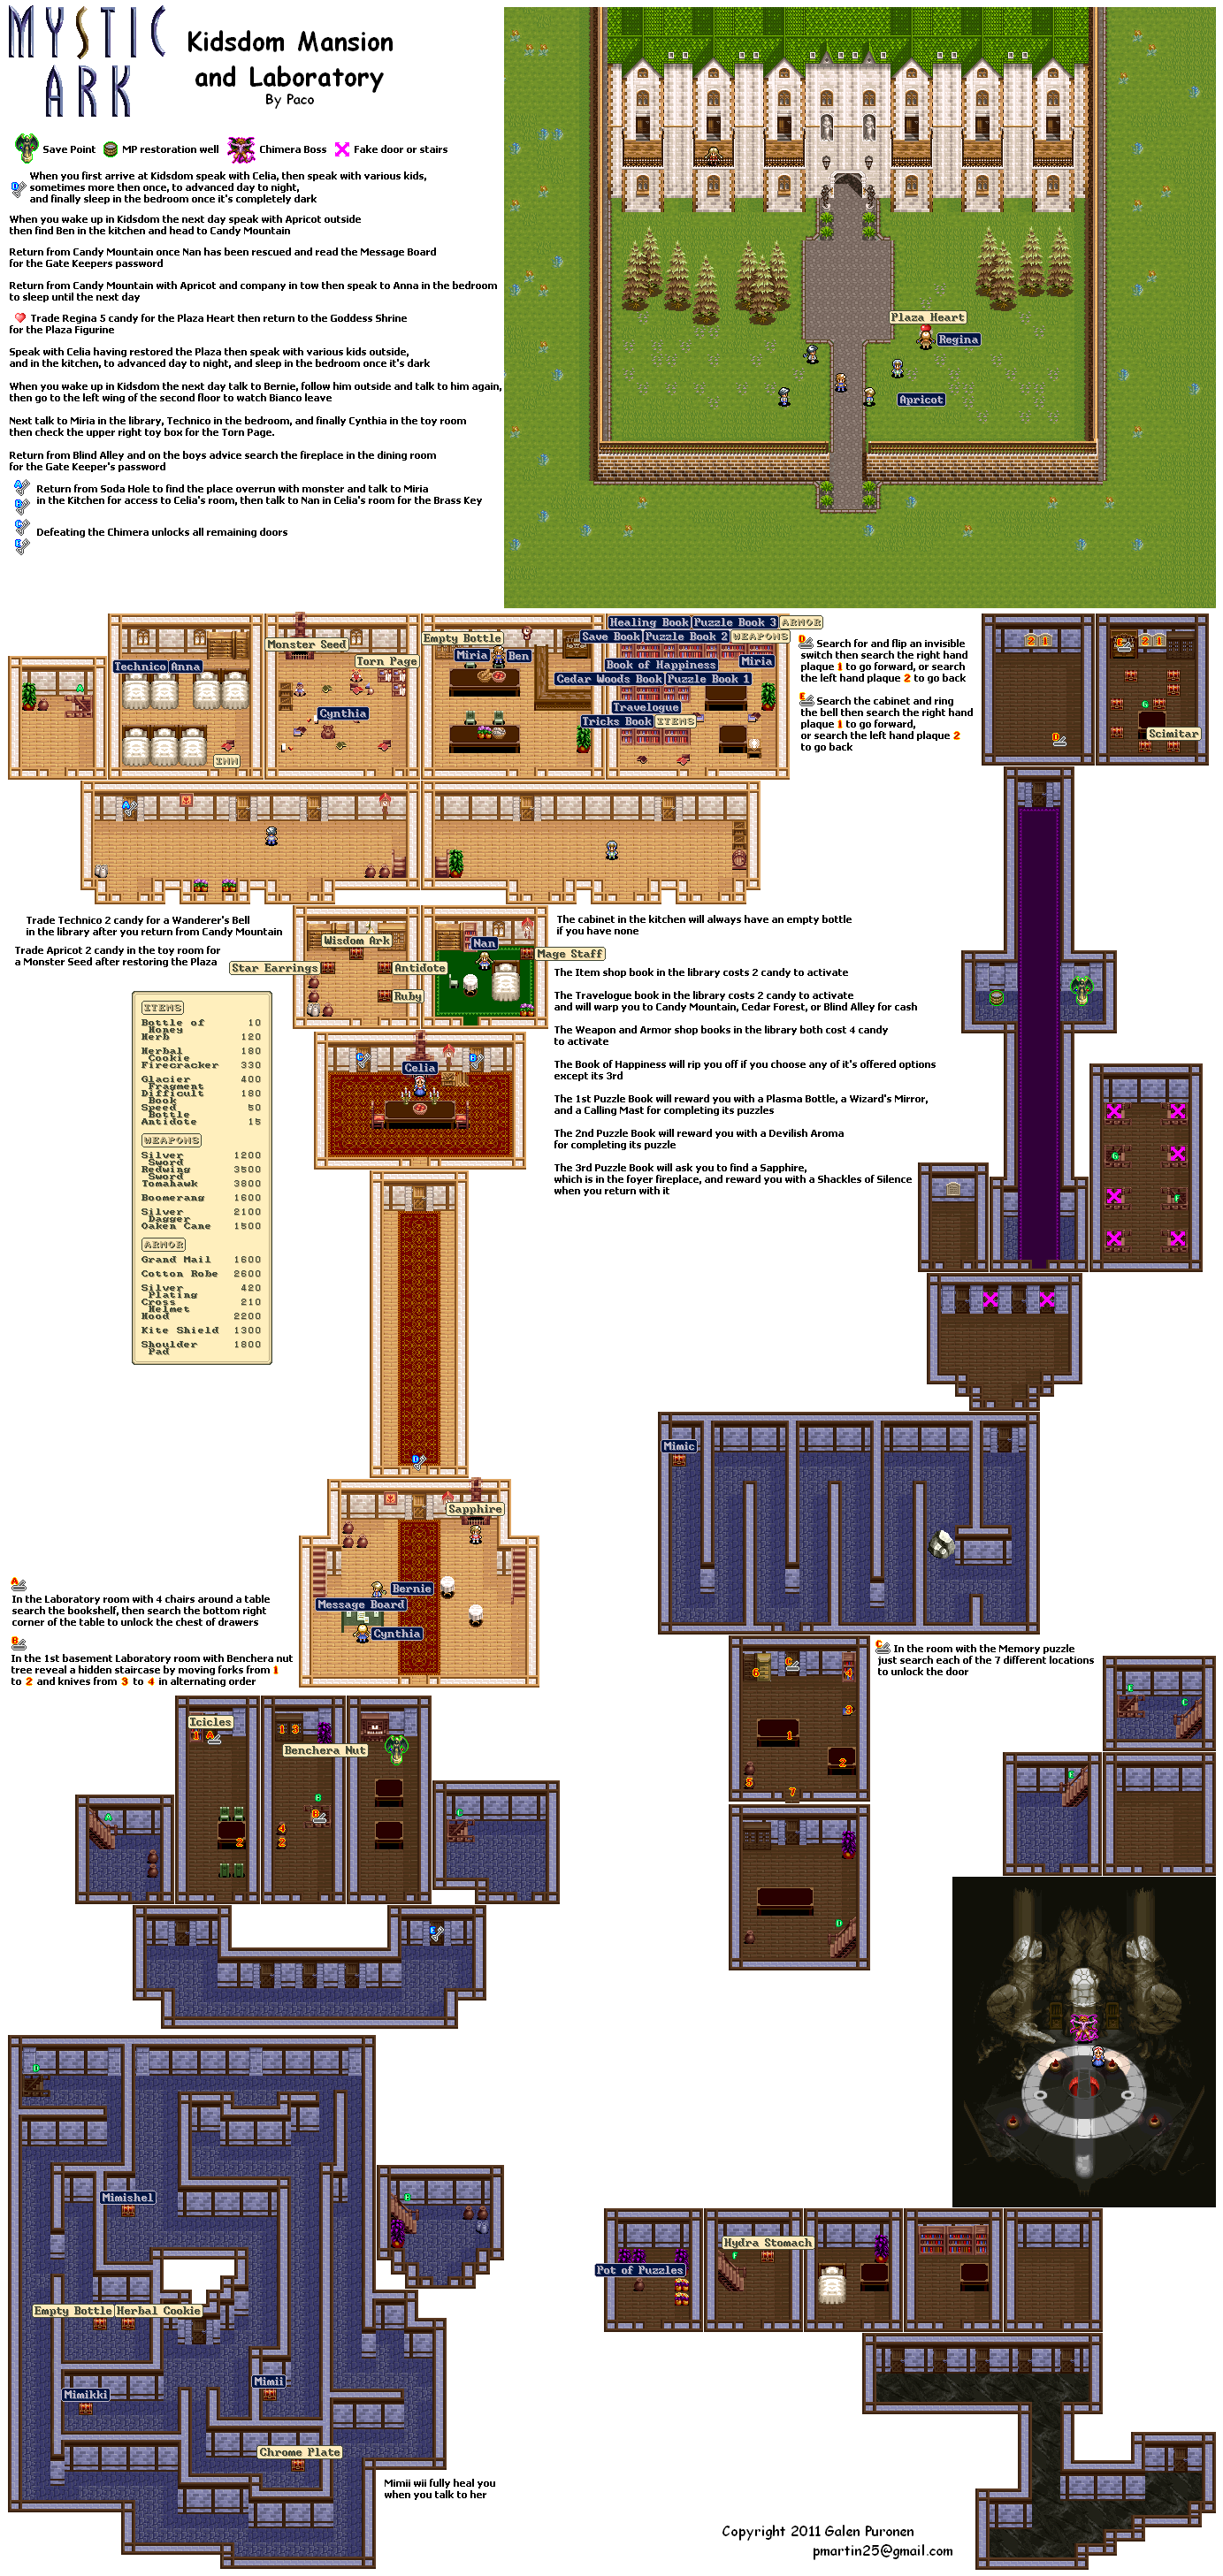 MYSTIC
ARK
Kidsdom Mansion
and Laboratory
By Paco
Save Point
MP restoration well
Chimera Boss
Fake door or stairs
D
When you first arrive at Kidsdom speak with Celia, then speak with various kids,
sometimes more then once, to advanced day to night,
and finally sleep in the bedroom once it's completely dark
When you wake up in Kidsdom the next day speak with Apricot outside
then find Ben in the kitchen and head to Candy Mountain
Return from Candy Mountain once Nan has been rescued and read the Message Board
for the Gate Keepers password
Return from Candy Mountain with Apricot and company in tow then speak to Anna in the bedroom
to sleep until the next day
Trade Regina 5 candy for the Plaza Heart then return to the Goddess Shrine
for the Plaza Figurine
Speak with Celia having restored the Plaza then speak with various kids outside,
and in the kitchen, to advanced day to night, and sleep in the bedroom once it's dark
When you wake up in Kidsdom the next day talk to Bernie, follow him outside and talk to him again,
then go to the left wing of the second floor to watch Bianco leave
Next talk to Miria in the library, Technico in the bedroom, and finally Cynthia in the toy room
then check the upper right toy box for the Torn Page.
Return from Blind Alley and on the boys advice search the fireplace in the dining room
for the Gate Keeper's password
A
B
Return from Soda Hole to find the place overrun with monster and talk to Miria
in the Kitchen for access to Celia's room, then talk to Nan in Celia's room for the Brass Key
C
E
Defeating the Chimera unlocks all remaining doors
Plaza Heart
Regina
Apricot
Technico
Anna
INN
A
Monster Seed
Torn Page
Cynthia
Empty Bottle
Miria
Ben
Healing Book
Puzzle Book 3
ARMOR
Save Book
Puzzle Book 2
WEAPONS
Book of Happiness
Miria
Cedar Woods Book
Puzzle Book 1
Travelogue
Tricks Book
ITEMS
D
Search for and flip an invisible
switch then search the right hand
plaque 1 to go forward, or search
the left hand plaque 2 to go back
E
Search the cabinet and ring
the bell then search the right hand
plaque 1 to go forward,
or search the left hand plaque 2
to go back
2 1
D
E
2 1
G
Scimitar
A
Trade Technico 2 candy for a Wanderer's Bell
in the library after you return from Candy Mountain
Trade Apricot 2 candy in the toy room for
a Monster Seed after restoring the Plaza
Wisdom Ark
Star Earrings
Antidote
Ruby
Nan
Mage Staff
The cabinet in the kitchen will always have an empty bottle
if you have none
The Item shop book in the library costs 2 candy to activate
The Travelogue book in the library costs 2 candy to activate
and will warp you to Candy Mountain, Cedar Forest, or Blind Alley for cash
The Weapon and Armor shop books in the library both cost 4 candy
to activate
The Book of Happiness will rip you off if you choose any of it's offered options
except its 3rd
The 1st Puzzle Book will reward you with a Plasma Bottle, a Wizard's Mirror,
and a Calling Mast for completing its puzzles
The 2nd Puzzle Book will reward you with a Devilish Aroma
for completing its puzzle
The 3rd Puzzle Book will ask you to find a Sapphire,
which is in the foyer fireplace, and reward you with a Shackles of Silence
when you return with it
ITEMS
Bottle of Honey 10
Herb 120
Herbal Cookie 180
Firecracker 330
Glacier Fragment 400
Difficult Book 180
Speed Bottle 50
Antidote 15
WEAPONS
Silver Sword 1200
Redwing Sword 3500
Tomahawk 3800
Boomerang 1600
Silver Dagger 2100
Oaken Cane 1500
ARMOR
Grand Mail 1600
Cotton Robe 2600
Silver Plating 420
Cross Helmet 210
Hood 2200
Kite Shield 1300
Shoulder Pad 1800
C
Celia
B
D
G
F
Sapphire
Bernie
Message Board
Cynthia
Mimic
A
In the Laboratory room with 4 chairs around a table
search the bookshelf, then search the bottom right
corner of the table to unlock the chest of drawers
B
In the 1st basement Laboratory room with Benchera nut
tree reveal a hidden staircase by moving forks from 1
to 2 and knives from 3 to 4 in alternating order
C
In the room with the Memory puzzle
just search each of the 7 different locations
to unlock the door
6
C
4
3
1
2
5
7
D
E
C
F
Icicles
1
A
2
1 3
Benchera Nut
B
B
4
2
A
C
E
D
Mimishel
B
Empty Bottle
Herbal Cookie
Mimikki
Mimii
Chrome Plate
Mimii wii fully heal you
when you talk to her
Pot of Puzzles
Hydra Stomach
F
Copyright 2011 Galen Puronen
pmartin25@gmail.com